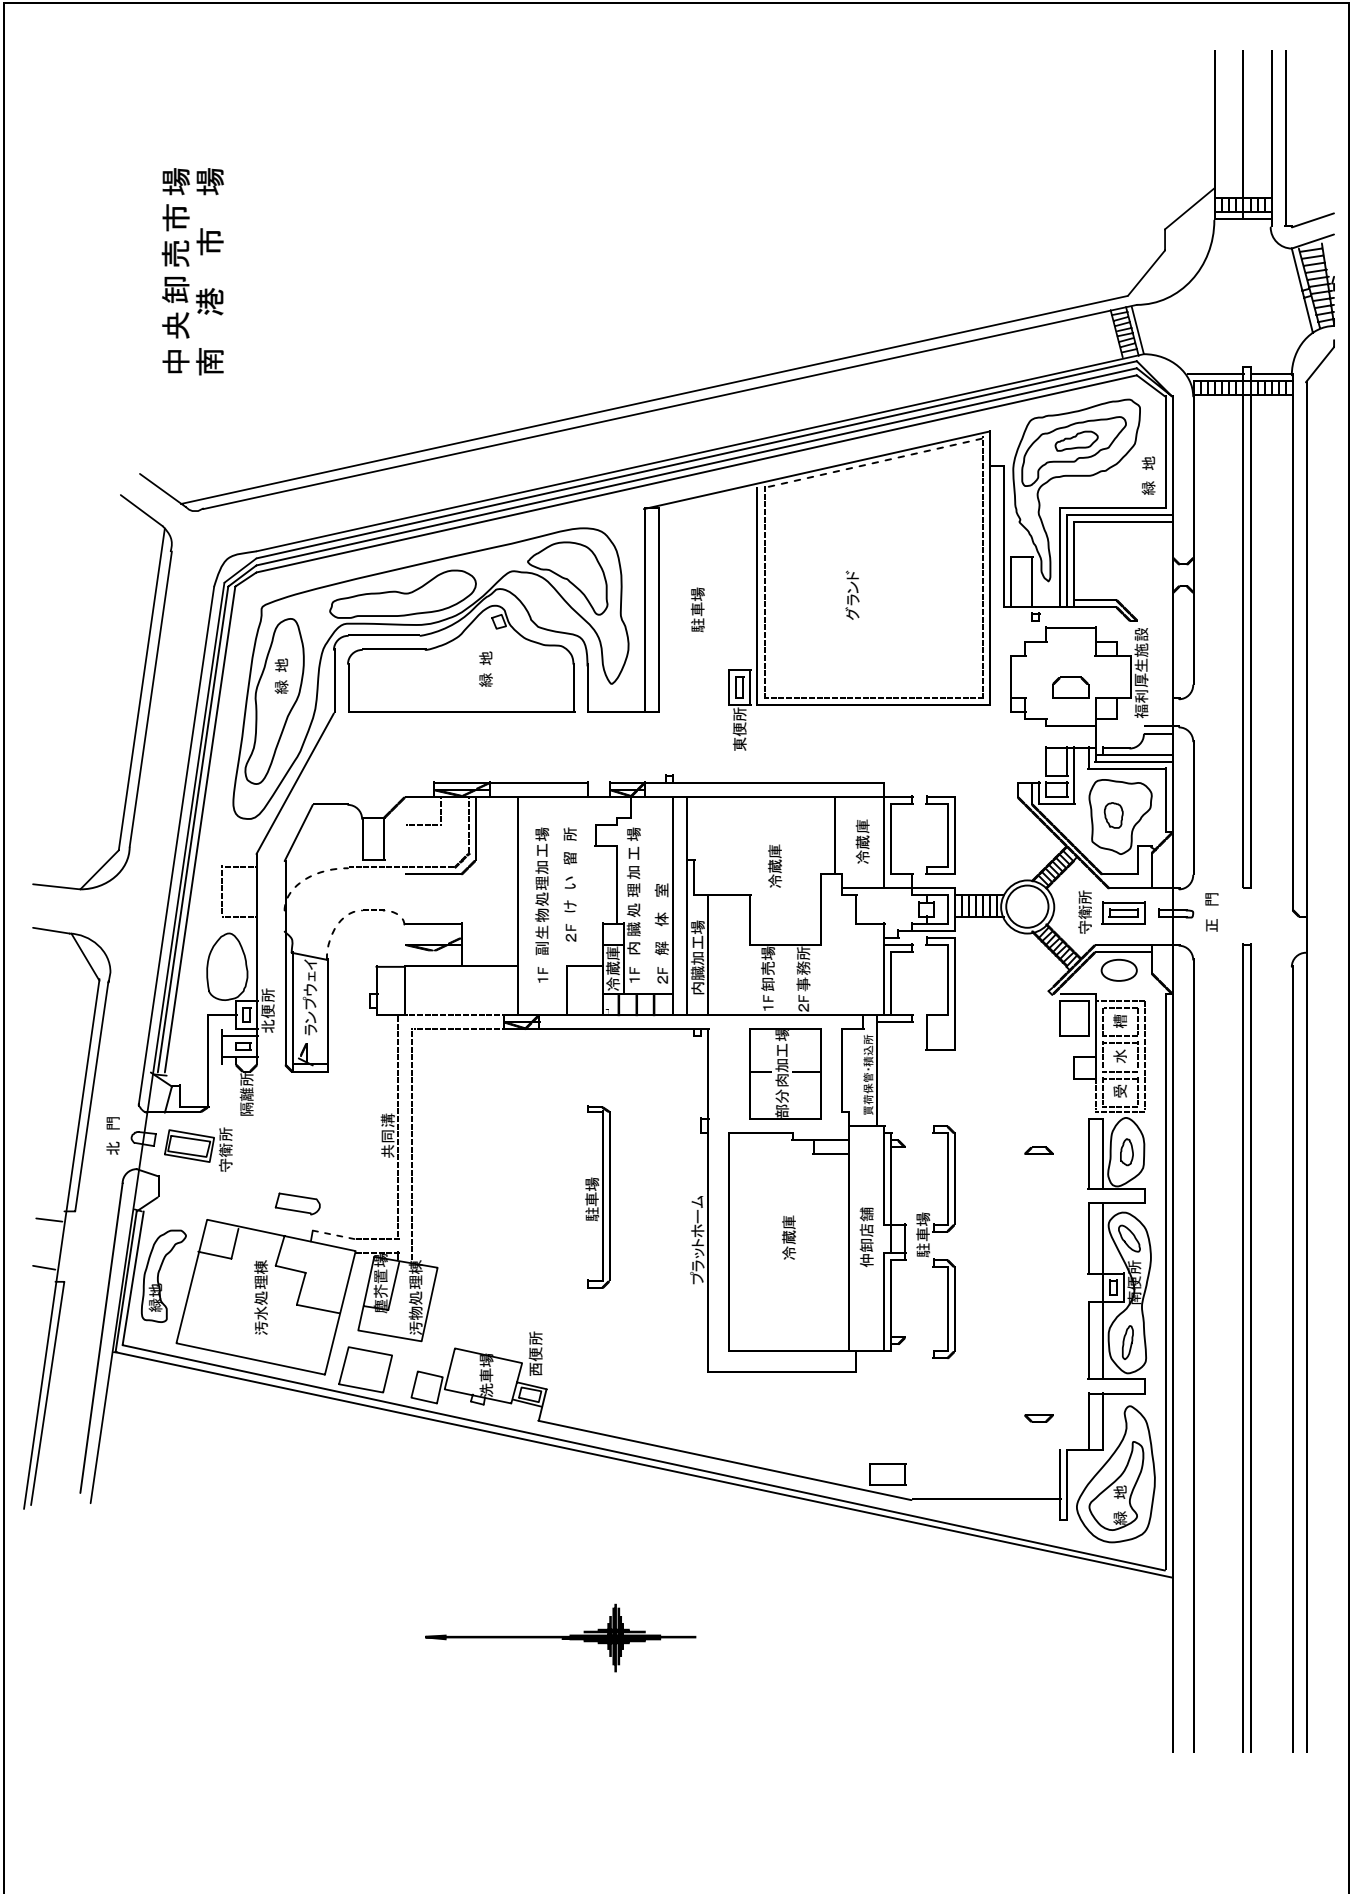 中央卸売市場
南港市場
緑地
緑地
緑地
緑地
緑地
駐車場
グランド
東便所
福利厚生施設
1F 副生物処理加工場
2F けい留所
冷蔵庫
1F 内臓処理加工場
2F 解体室
内臓加工場
冷蔵庫
冷蔵庫
1F卸売場
2F事務所
守衛所
正門
北便所
ランプウェイ
隔離所
北門
守衛所
共同溝
駐車場
プラットホーム
部分肉加工場
買荷保管・積込所
冷蔵庫
仲卸店舗
駐車場
受水槽
南便所
汚水処理棟
塵芥置場
汚物処理棟
洗車場
西便所